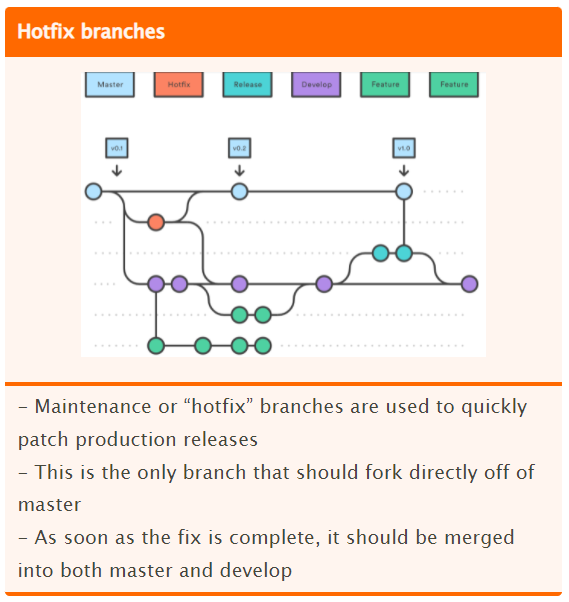 Hotfix branches
Master Hotfix Release Develop Feature Feature
v0.1 v0.2 v1.0
– Maintenance or “hotfix” branches are used to quickly
patch production releases
– This is the only branch that should fork directly off of
master
– As soon as the fix is complete, it should be merged
into both master and develop